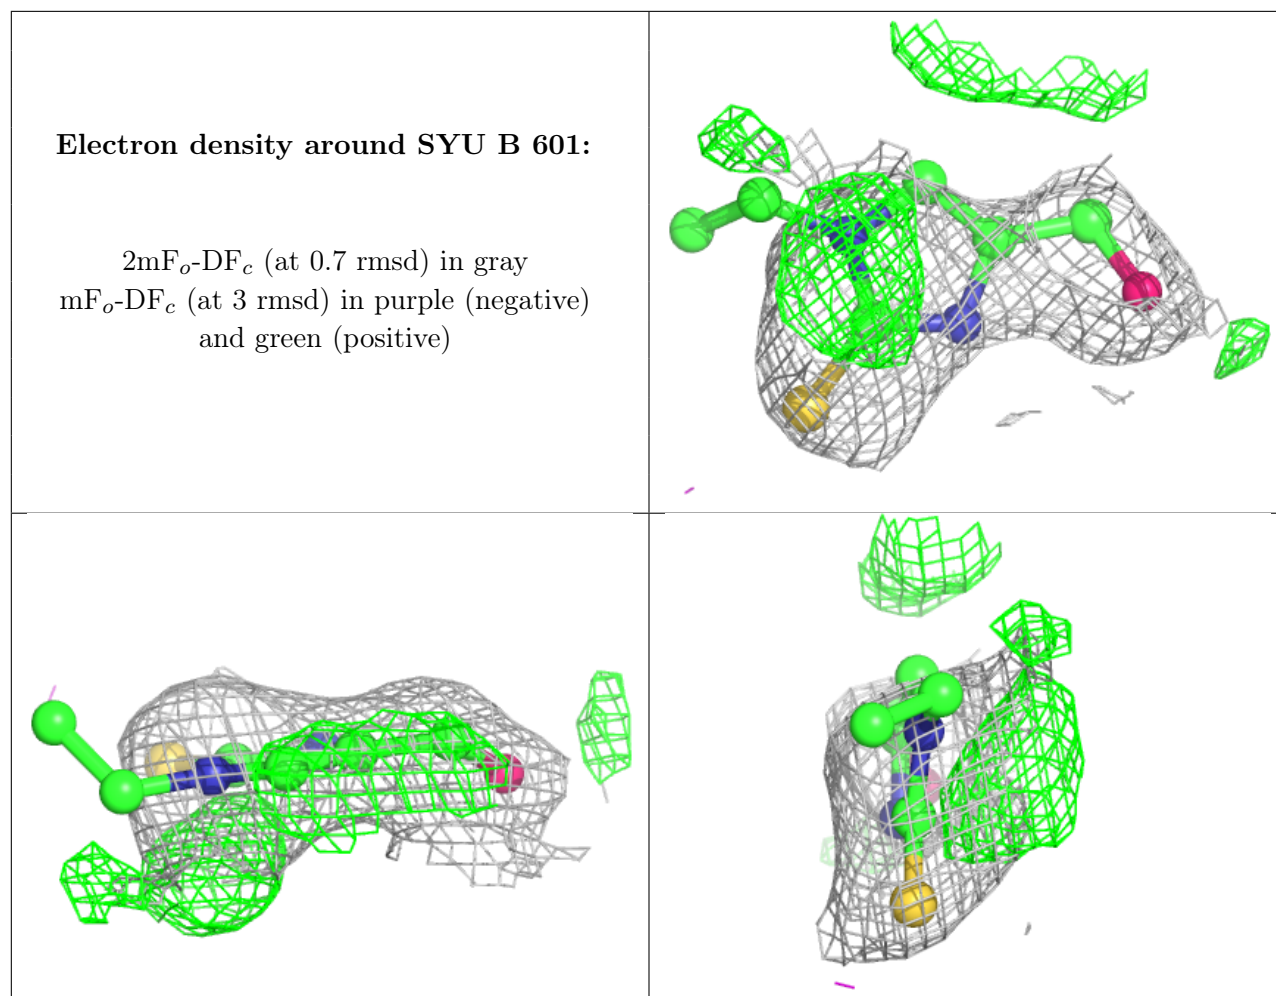 Electron density around SYU B 601:
2mFo-DFc (at 0.7 rmsd) in gray
mFo-DFc (at 3 rmsd) in purple (negative)
and green (positive)